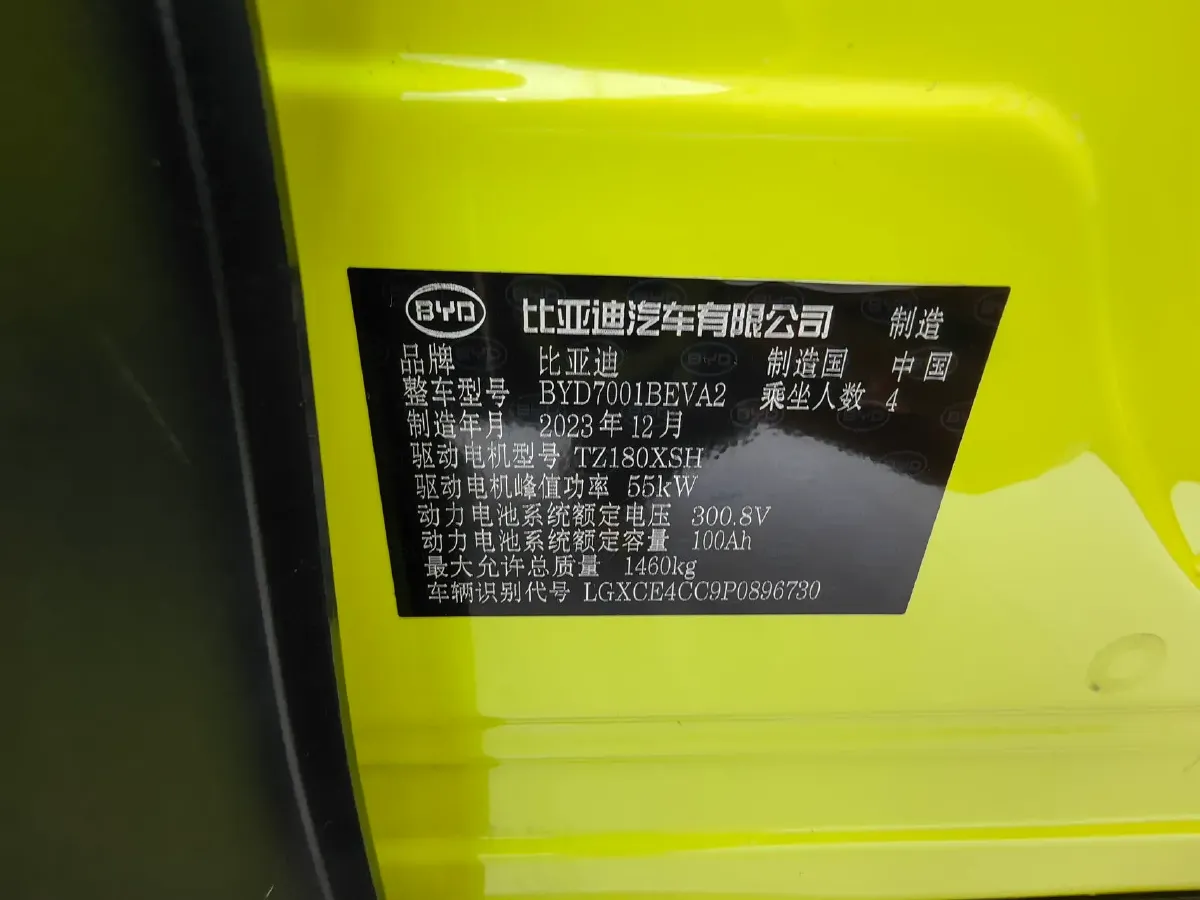 BYD 比亚迪汽车有限公司 制造
品牌 比亚迪 制造国 中国
整车型号 BYD7001BEVA2 乘坐人数 4
制造年月 2023年12月
驱动电机型号 TZ180XSH
驱动电机峰值功率 55kW
动力电池系统额定电压 300.8V
动力电池系统额定容量 100Ah
最大允许总质量 1460kg
车辆识别代号 LGXCE4CC9P0896730